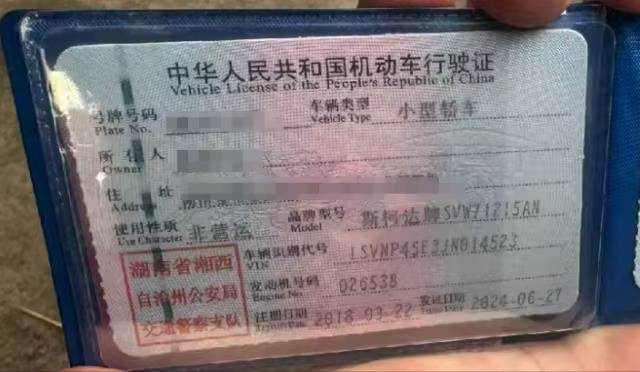 中华人民共和国机动车行驶证
Vehicle License of the People's Republic of China
号牌号码 车辆类型 小型轿车
Plate No. Vehicle Type
所有人
Owner
住 址
Address
使用性质 非营运 品牌型号 斯柯达牌SVW71215AN
Use Character Model
湖南省湘西
自治州公安局
交通警察支队
车辆识别代号
VIN
发动机号码 026538
Engine No.
注册日期 2018-03-22 发证日期 2024-06-27